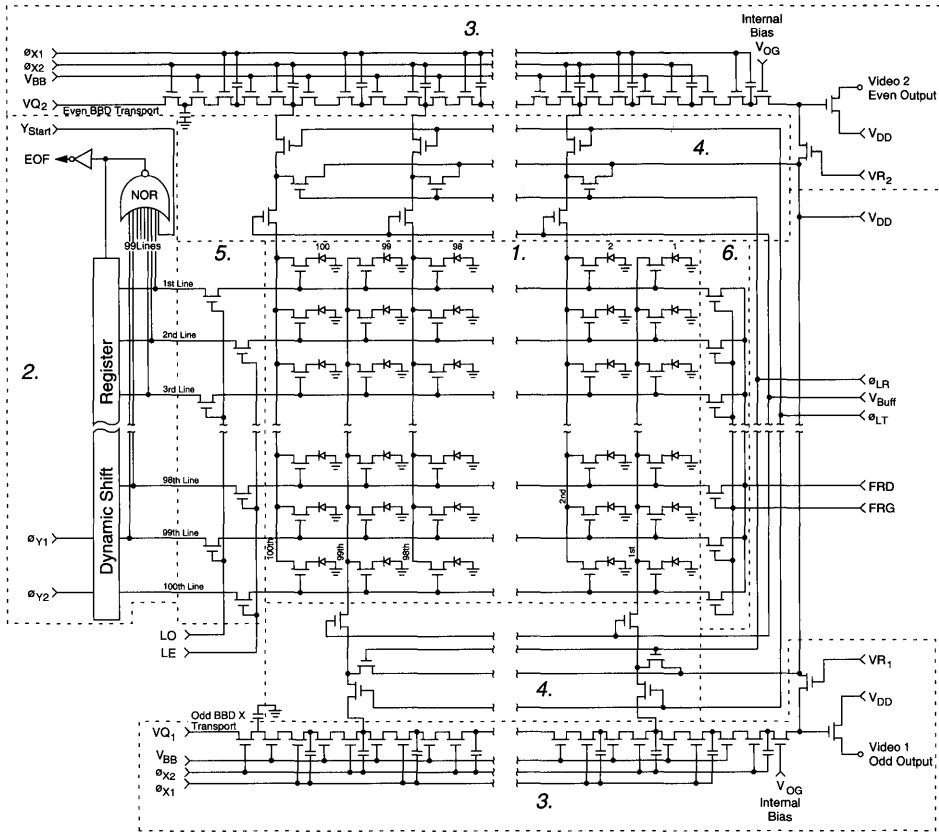 3.
Internal
Bias
VOG
øX1
øX2
VBB
VQ2
Even BBD Transport
Video 2
Even Output
VDD
YStart
EOF
NOR
4.
VR2
VDD
99Lines
5.
100
99
98
1.
2
1
6.
1st Line
2nd Line
3rd Line
2.
Register
Dynamic Shift
øLR
VBuff
øLT
98th Line
FRD
FRG
99th Line
100th Line
100th
99th
98th
2nd
1st
øY1
øY2
LO
LE
4.
VR1
VDD
Odd BBD X
Transport
VQ1
VBB
øX2
øX1
3.
VOG
Internal
Bias
Video 1
Odd Output